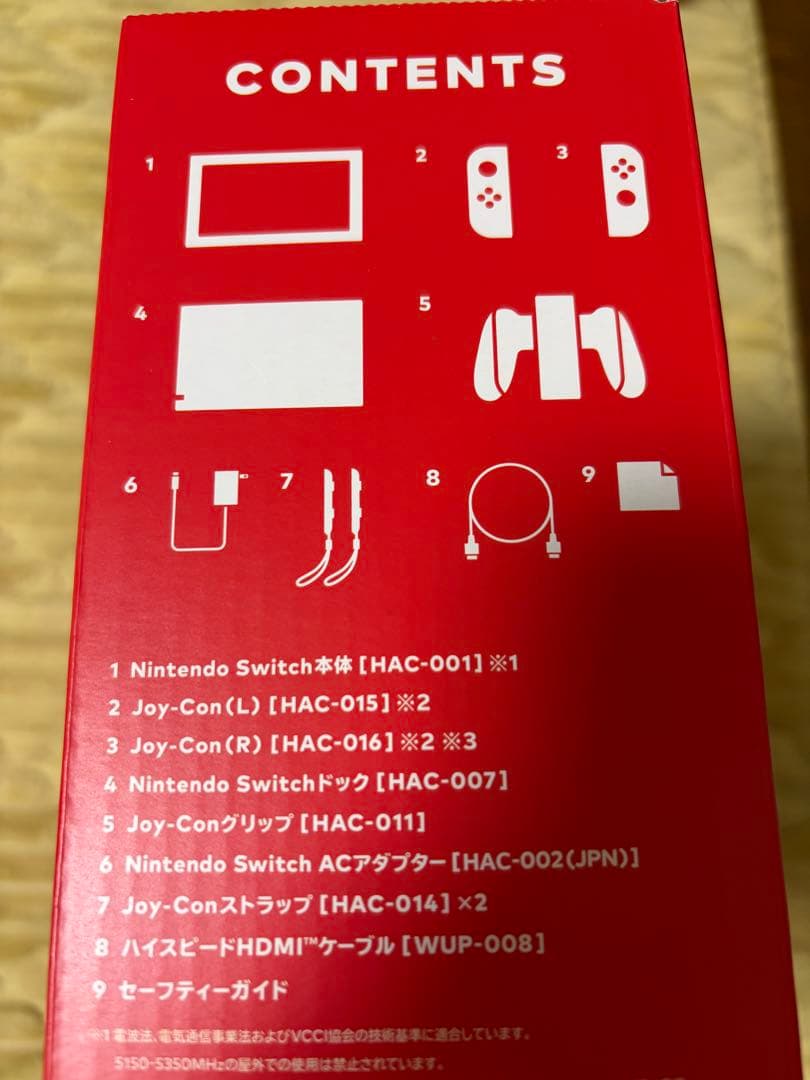 CONTENTS
1
2
3
4
5
6
7
8
9
1 Nintendo Switch本体 [HAC-001] ※1
2 Joy-Con(L) [HAC-015] ※2
3 Joy-Con(R) [HAC-016] ※2 ※3
4 Nintendo Switchドック [HAC-007]
5 Joy-Conグリップ [HAC-011]
6 Nintendo Switch ACアダプター [HAC-002(JPN)]
7 Joy-Conストラップ [HAC-014] ×2
8 ハイスピードHDMI™ケーブル [WUP-008]
9 セーフティーガイド
※1 電波法、電気通信事業法およびVCCI協会の技術基準に適合しています。
5150-5350MHzの屋外での使用は禁止されています。